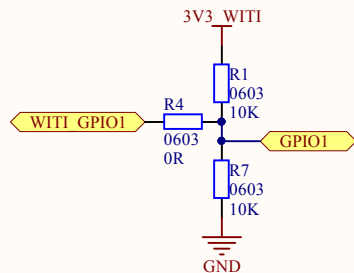 3V3_WITI
R1
0603
10K
R4
0603
0R
WITI_GPIO1
GPIO1
R7
0603
10K
GND